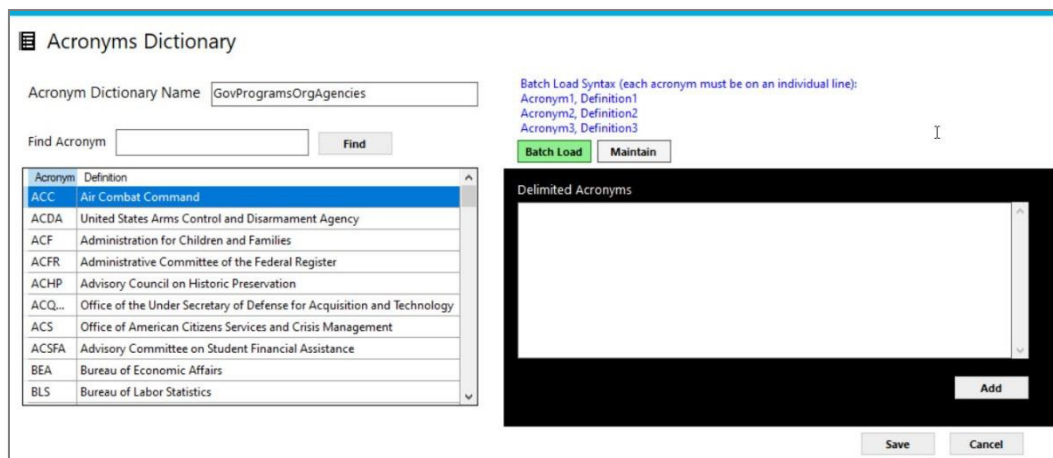 Acronyms Dictionary
Acronym Dictionary Name GovProgramsOrgAgencies
Find Acronym Find
Acronym Definition
ACC Air Combat Command
ACDA United States Arms Control and Disarmament Agency
ACF Administration for Children and Families
ACFR Administrative Committee of the Federal Register
ACHP Advisory Council on Historic Preservation
ACQ... Office of the Under Secretary of Defense for Acquisition and Technology
ACS Office of American Citizens Services and Crisis Management
ACSFA Advisory Committee on Student Financial Assistance
BEA Bureau of Economic Affairs
BLS Bureau of Labor Statistics
Batch Load Syntax (each acronym must be on an individual line):
Acronym1, Definition1
Acronym2, Definition2
Acronym3, Definition3
Batch Load Maintain
Delimited Acronyms
Add
Save Cancel